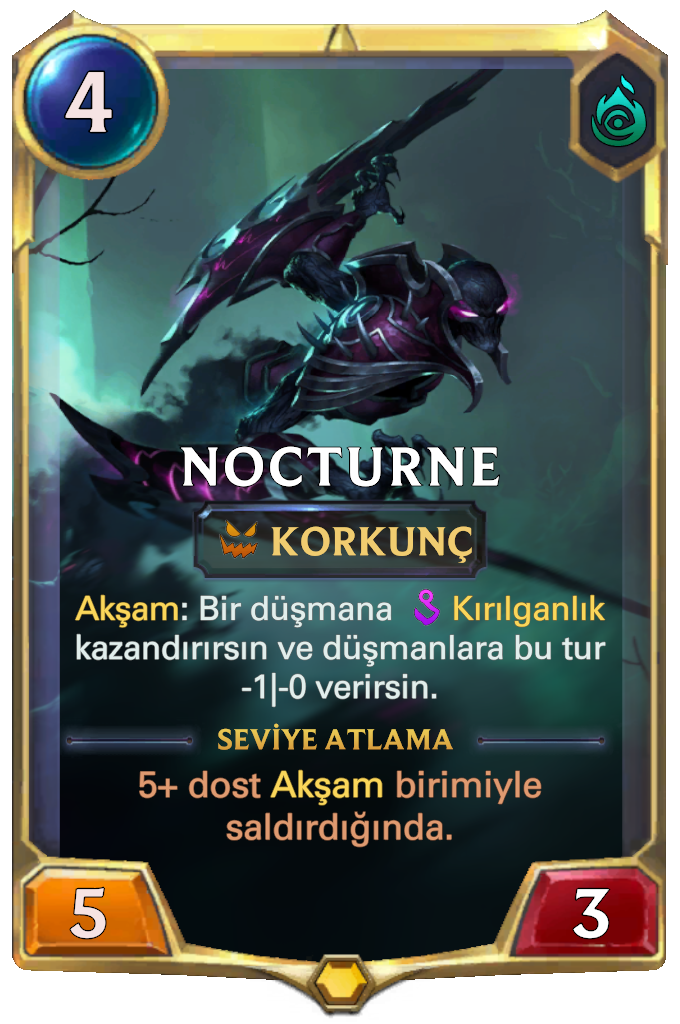 4
NOCTURNE
KORKUNÇ
Akşam: Bir düşmana Kırılganlık
kazandırırsın ve düşmanlara bu tur
-1|-0 verirsin.
SEVİYE ATLAMA
5+ dost Akşam birimiyle
saldırdığında.
5
3